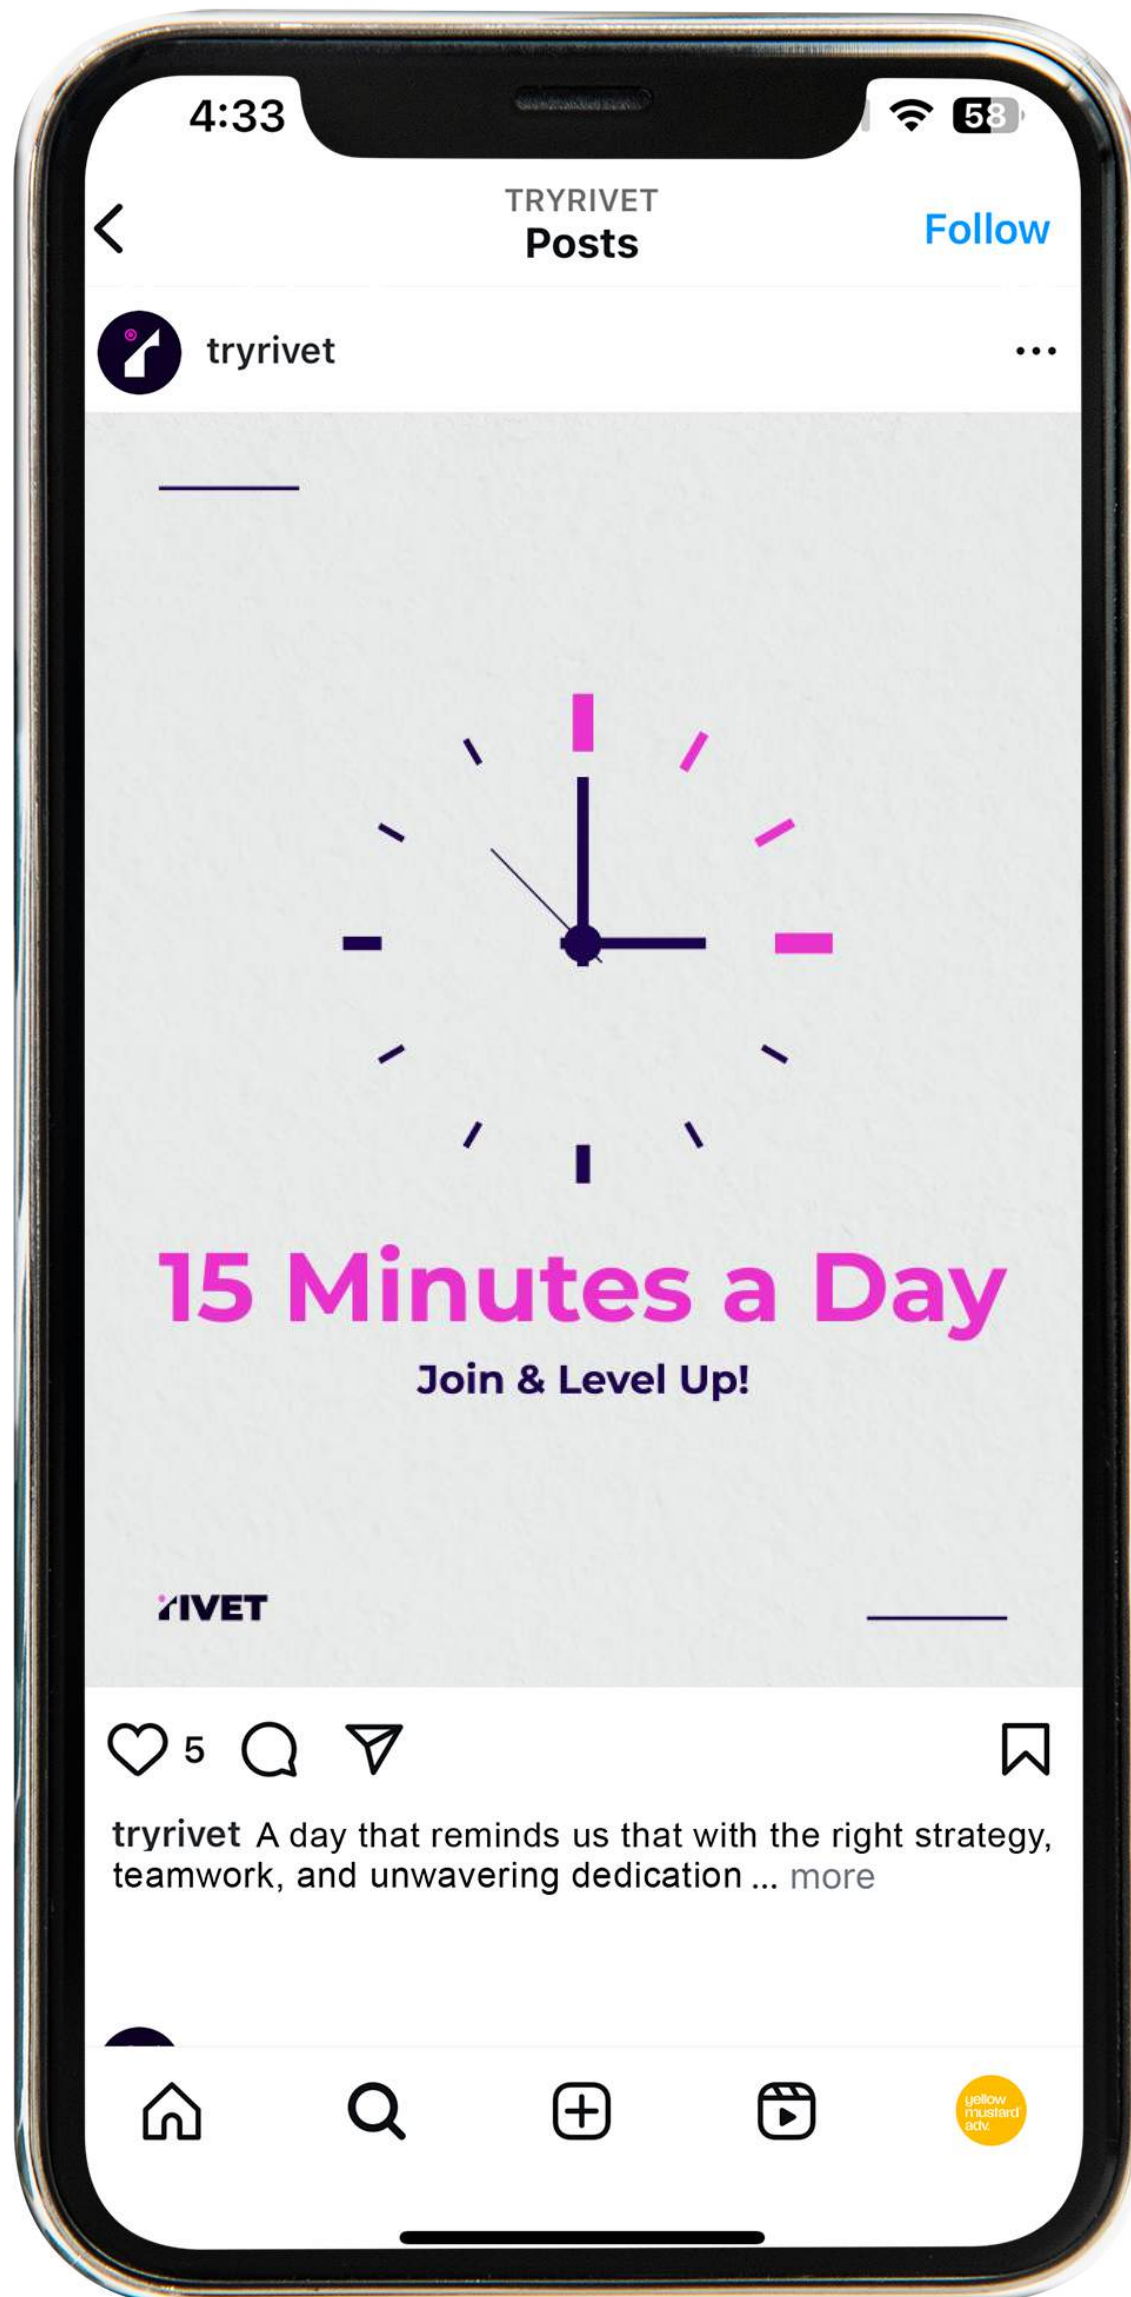 4:33
58
TRYRIVET
Posts
Follow
tryrivet
15 Minutes a Day
Join & Level Up!
rIVET
5
tryrivet A day that reminds us that with the right strategy,
teamwork, and unwavering dedication ... more
yellow
mustard
adv.